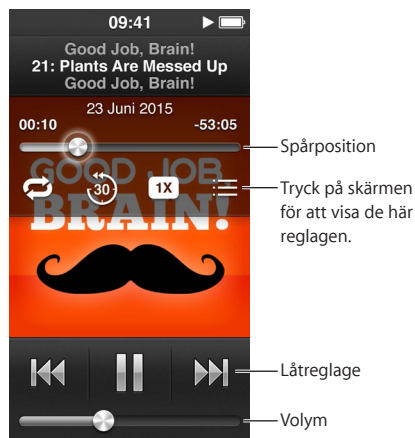 09:41
Good Job, Brain!
21: Plants Are Messed Up
Good Job, Brain!
23 Juni 2015
00:10 -53:05
Spårposition
GOOD JOB
30 1X
BRAIN!
Tryck på skärmen
för att visa de här
reglagen.
Låtreglage
Volym